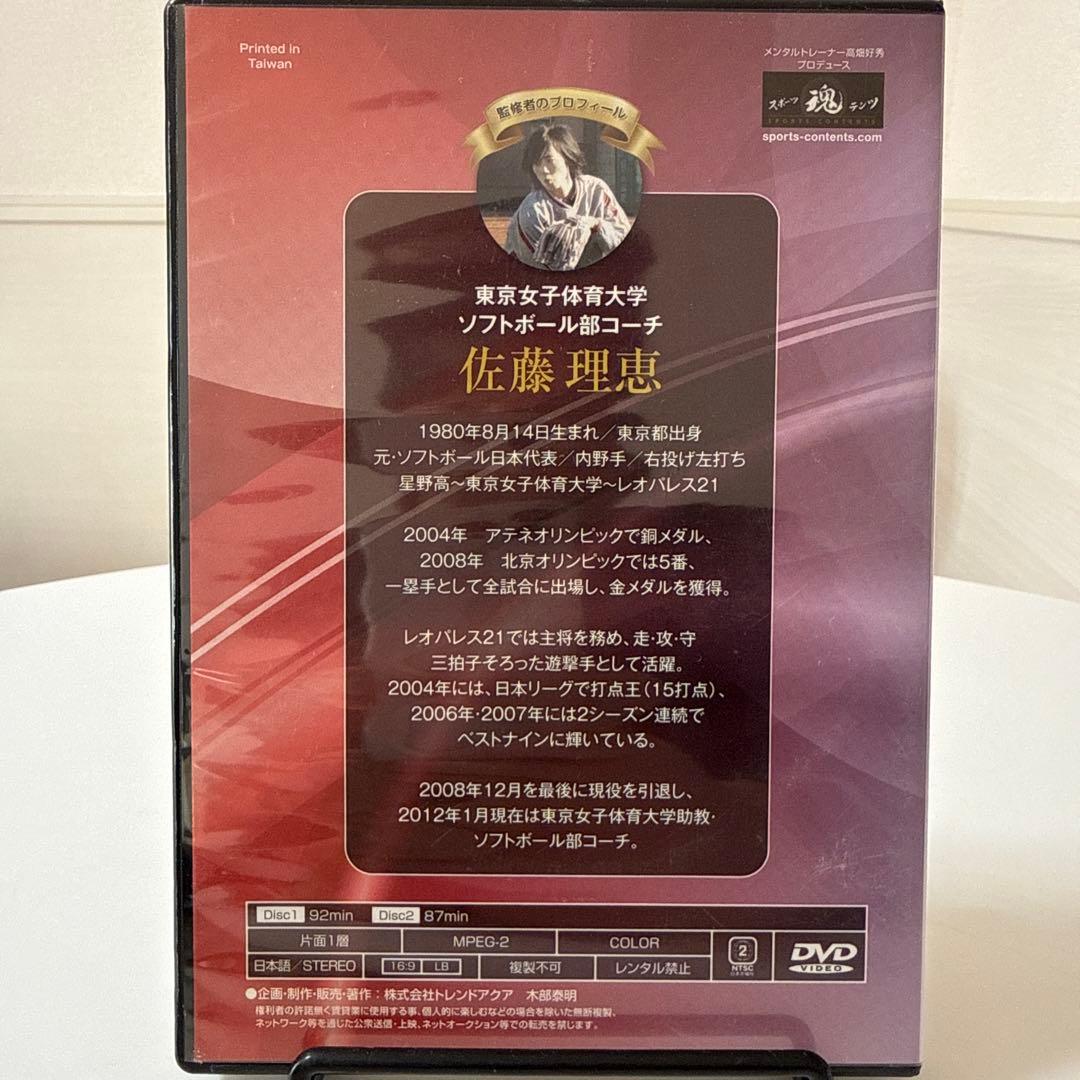 Printed in
Taiwan
メンタルトレーナー高畑好秀
プロデュース
スポーツ 魂 テンツ
SPORTS CONTENTS
sports-contents.com
監修者のプロフィール
東京女子体育大学
ソフトボール部コーチ
佐藤 理恵
1980年8月14日生まれ/東京都出身
元・ソフトボール日本代表/内野手/右投げ左打ち
星野高〜東京女子体育大学〜レオパレス21
2004年 アテネオリンピックで銅メダル、
2008年 北京オリンピックでは5番、
一塁手として全試合に出場し、金メダルを獲得。
レオパレス21では主将を務め、走・攻・守
三拍子そろった遊撃手として活躍。
2004年には、日本リーグで打点王(15打点)、
2006年・2007年には2シーズン連続で
ベストナインに輝いている。
2008年12月を最後に現役を引退し、
2012年1月現在は東京女子体育大学助教・
ソフトボール部コーチ。
Disc1 92min Disc2 87min
片面1層 MPEG-2 COLOR
日本語/STEREO 16:9 LB 複製不可 レンタル禁止
2
NTSC
日本市場向
DVD
VIDEO
●企画・制作・販売・著作:株式会社トレンドアクア 木部泰明
権利者の許諾無く賃貸業に使用する事、個人的に楽しむなどの場合を除いた無断複製、
ネットワーク等を通じた公衆送信・上映、ネットオークション等での転売を禁じます。